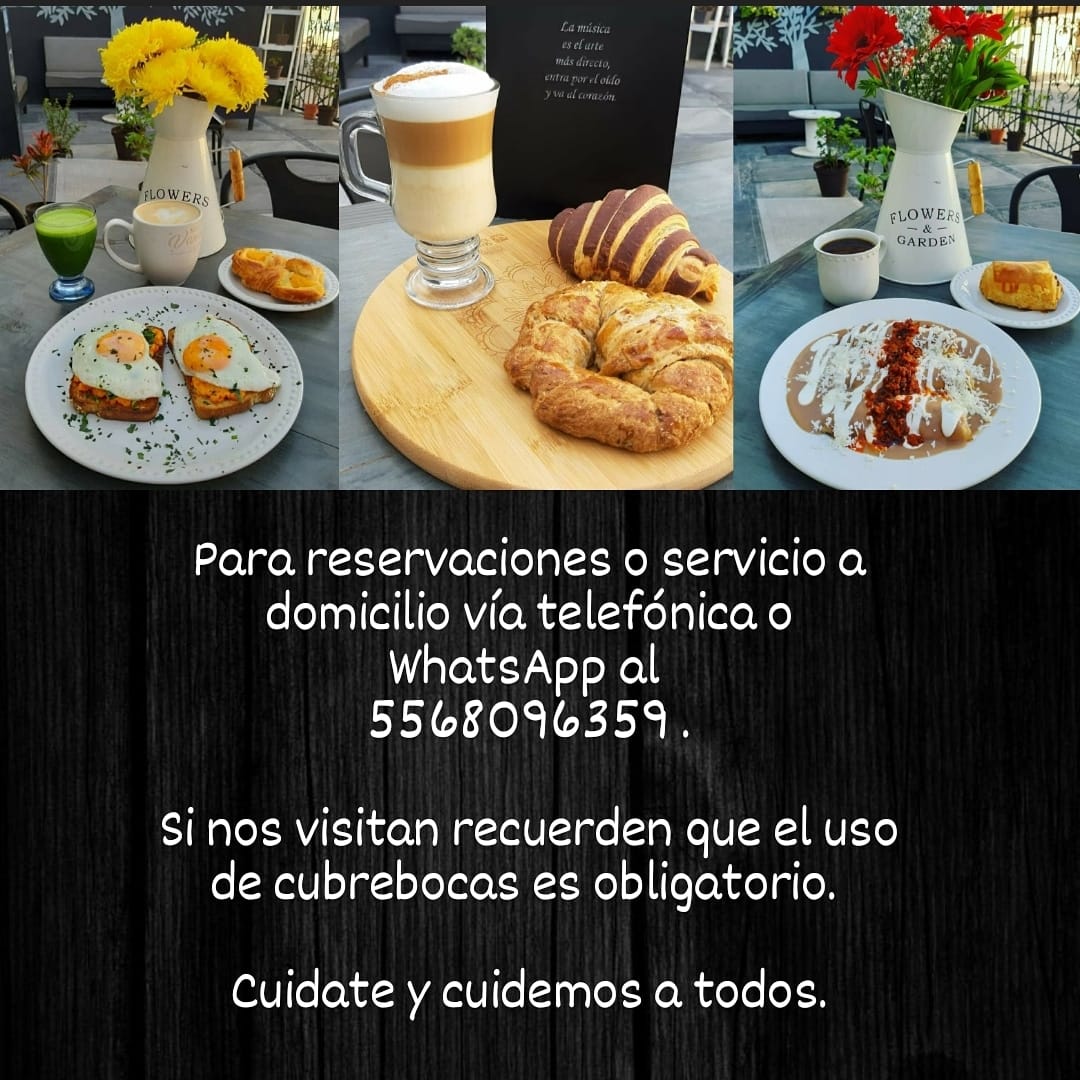 La música
es el arte
más directo,
entra por el oído
y va al corazón.
FLOWERS
FLOWERS
&
GARDEN
Para reservaciones o servicio a
domicilio vía telefónica o
WhatsApp al
5568096359 .
Si nos visitan recuerden que el uso
de cubrebocas es obligatorio.
Cuidate y cuidemos a todos.